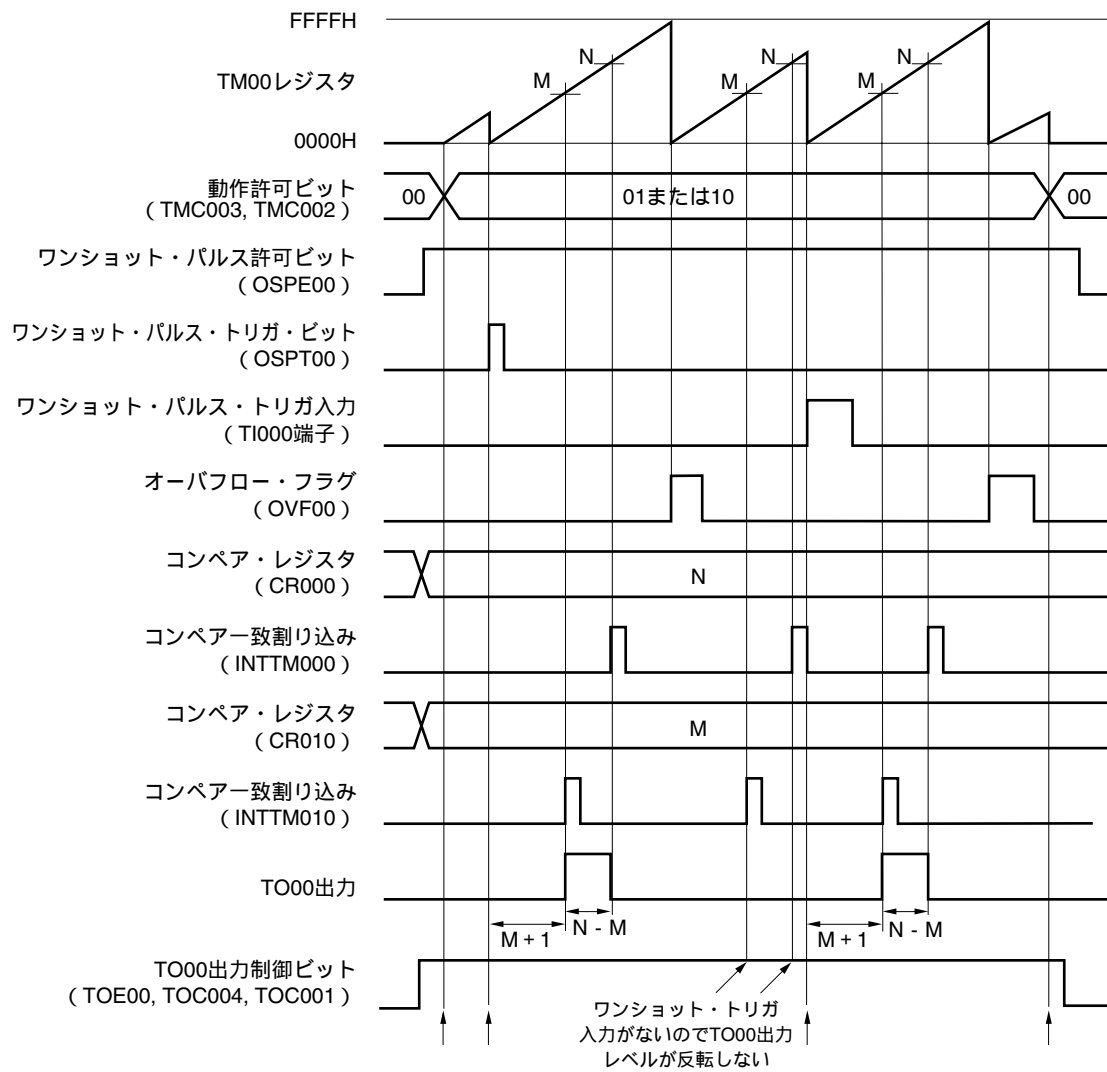 FFFFH
TM00レジスタ
0000H
M
N
M
N
M
N
動作許可ビット
（TMC003, TMC002）
00
01または10
00
ワンショット・パルス許可ビット
（OSPE00）
ワンショット・パルス・トリガ・ビット
（OSPT00）
ワンショット・パルス・トリガ入力
（TI000端子）
オーバフロー・フラグ
（OVF00）
コンペア・レジスタ
（CR000）
N
コンペア一致割り込み
（INTTM000）
コンペア・レジスタ
（CR010）
M
コンペア一致割り込み
（INTTM010）
TO00出力
M + 1
N - M
M + 1
N - M
TO00出力制御ビット
（TOE00, TOC004, TOC001）
ワンショット・トリガ
入力がないのでTO00出力
レベルが反転しない